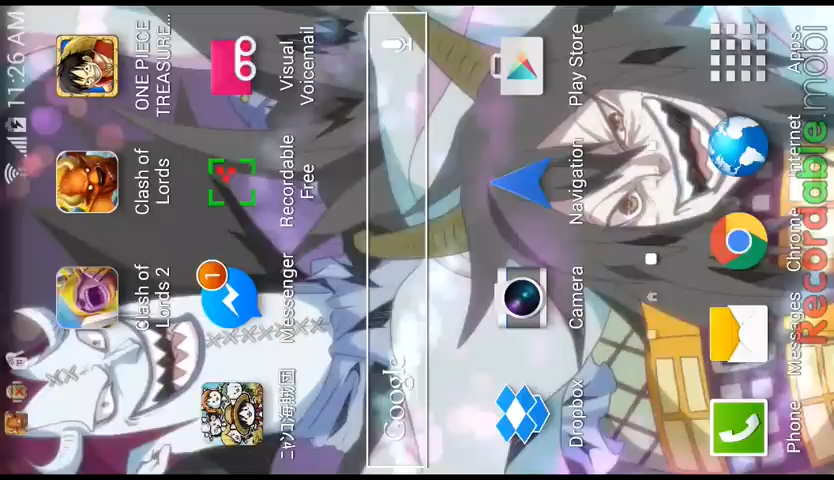 11:26 AM
Clash of
Lords 2
Clash of
Lords
ONE PIECE
TREASURE...
1
ﾆｬﾝｺ海賊団
Messenger
Recordable
Free
Visual
Voicemail
Google
Dropbox
Camera
Navigation
Play Store
Phone
Messages
Chrome
Internet
Apps
Recordable.mobi